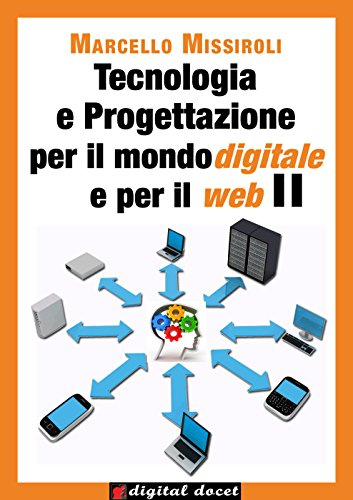 MARCELLO MISSIROLI
Tecnologia
e Progettazione
per il mondo digitale
e per il web II
digital docet